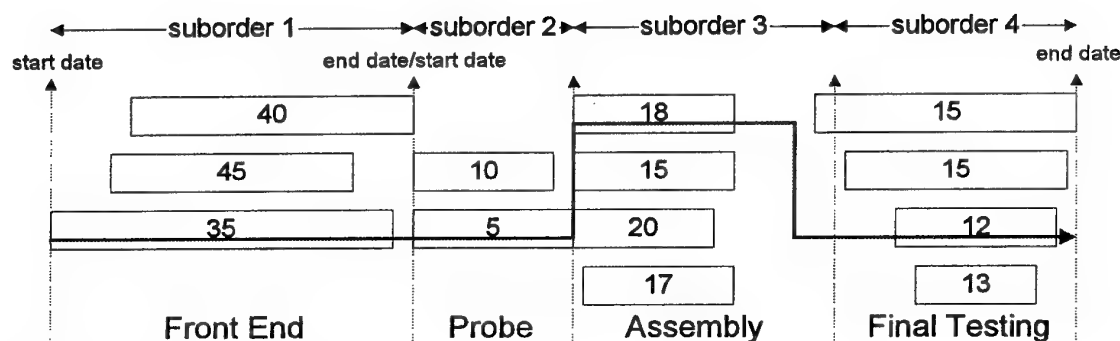 suborder 1 suborder 2 suborder 3 suborder 4
start date end date/start date end date
40 18 15
45 10 15 15
35 5 20 12
17 13
Front End Probe Assembly Final Testing